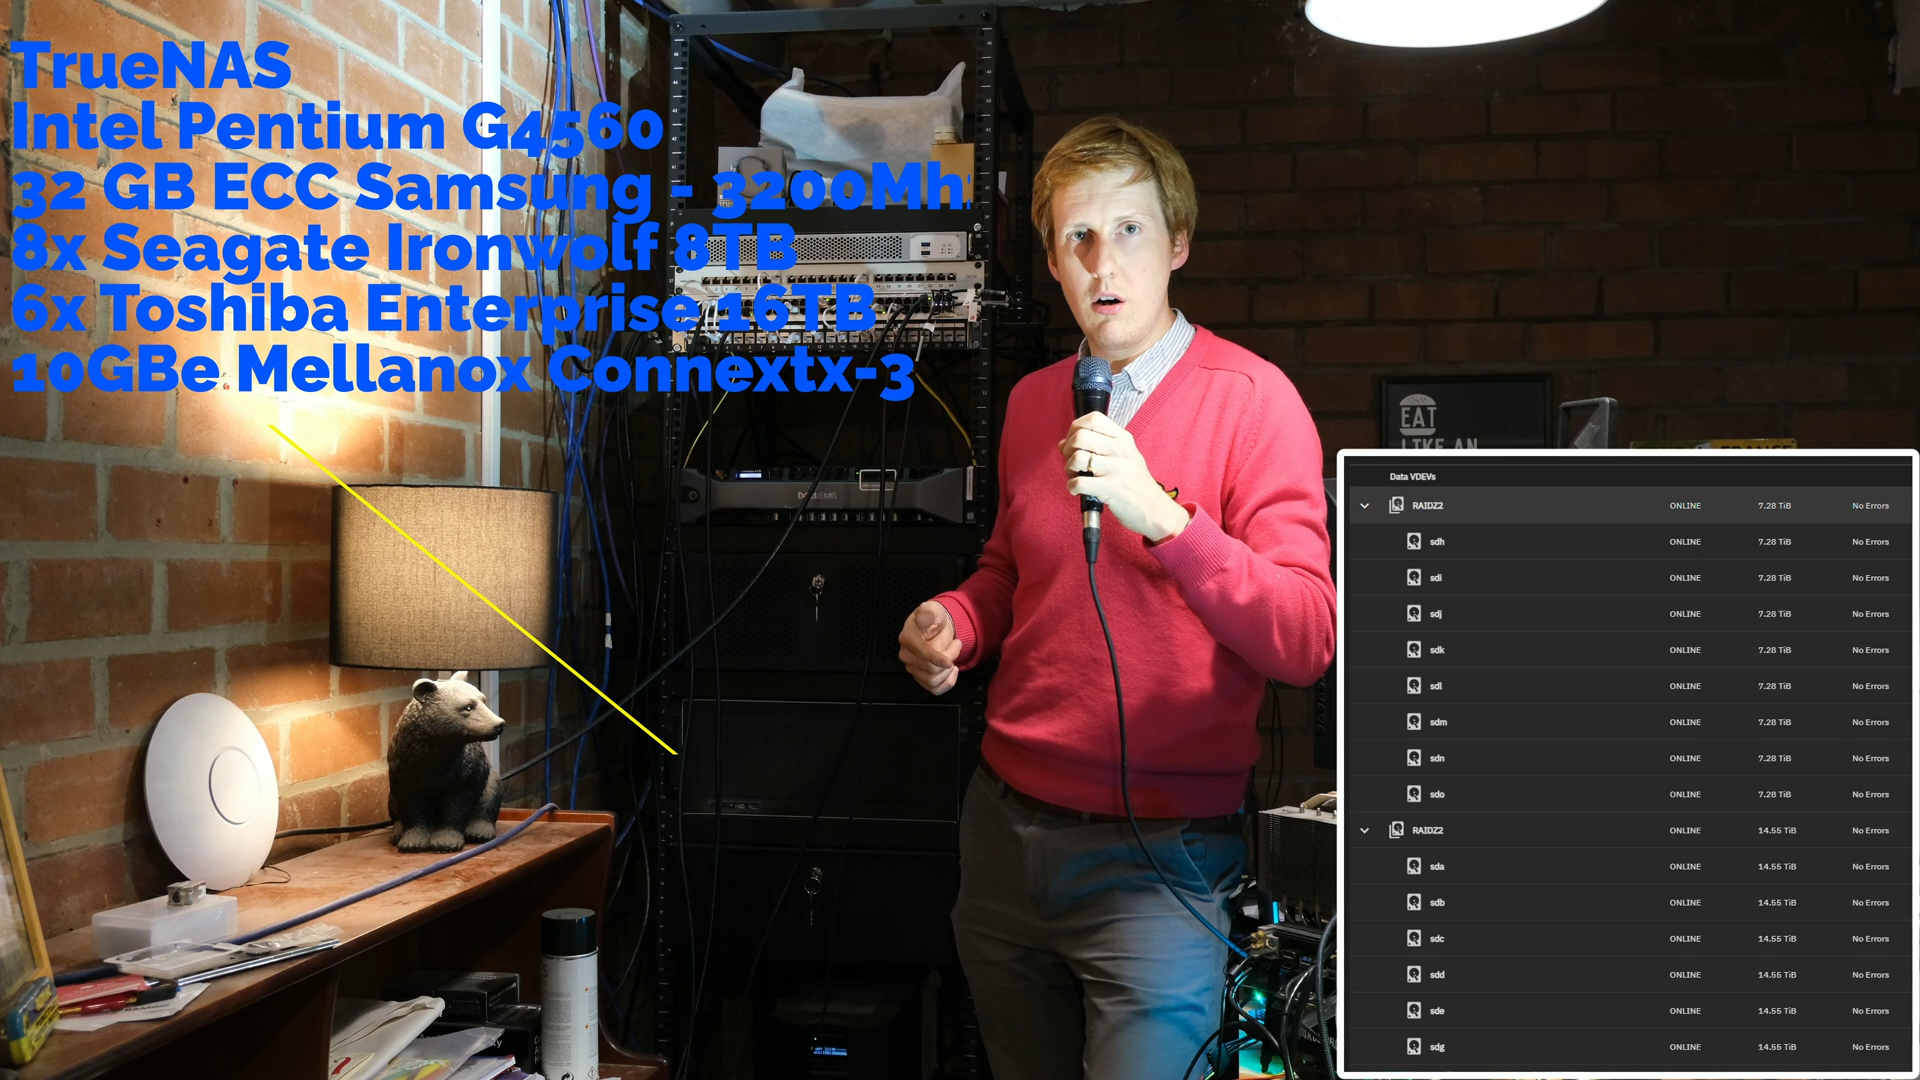 TrueNAS
Intel Pentium G4560
32 GB ECC Samsung - 3200Mh
8x Seagate Ironwolf 8TB
6x Toshiba Enterprise 16TB
10GBe Mellanox Connextx-3
EAT
LIKE AN
FRANCE
DELL EMC
Data VDEVs
RAIDZ2 ONLINE 7.28 TiB No Errors
sdh ONLINE 7.28 TiB No Errors
sdi ONLINE 7.28 TiB No Errors
sdj ONLINE 7.28 TiB No Errors
sdk ONLINE 7.28 TiB No Errors
sdl ONLINE 7.28 TiB No Errors
sdm ONLINE 7.28 TiB No Errors
sdn ONLINE 7.28 TiB No Errors
sdo ONLINE 7.28 TiB No Errors
RAIDZ2 ONLINE 14.55 TiB No Errors
sda ONLINE 14.55 TiB No Errors
sdb ONLINE 14.55 TiB No Errors
sdc ONLINE 14.55 TiB No Errors
sdd ONLINE 14.55 TiB No Errors
sde ONLINE 14.55 TiB No Errors
sdg ONLINE 14.55 TiB No Errors